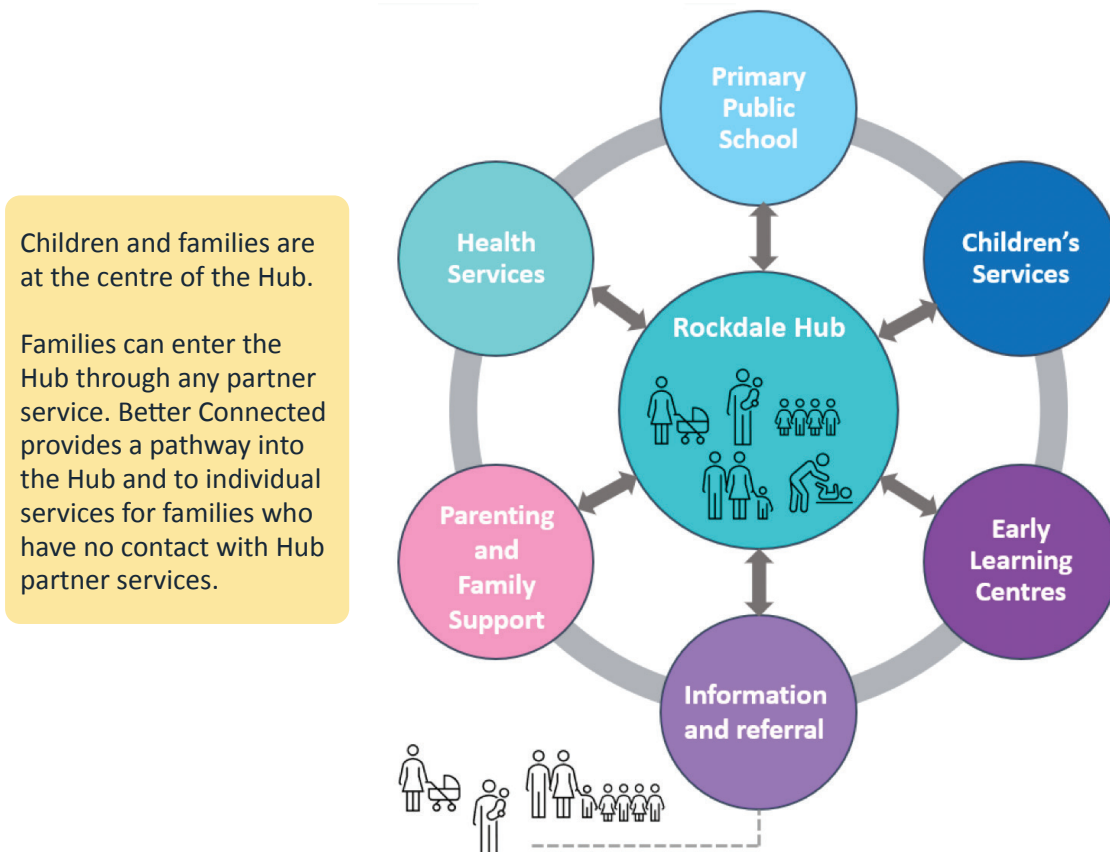 Children and families are
at the centre of the Hub.
Families can enter the
Hub through any partner
service. Better Connected
provides a pathway into
the Hub and to individual
services for families who
have no contact with Hub
partner services.
Primary
Public
School
Health
Services
Children's
Services
Rockdale Hub
Parenting
and
Family
Support
Early
Learning
Centres
Information
and referral